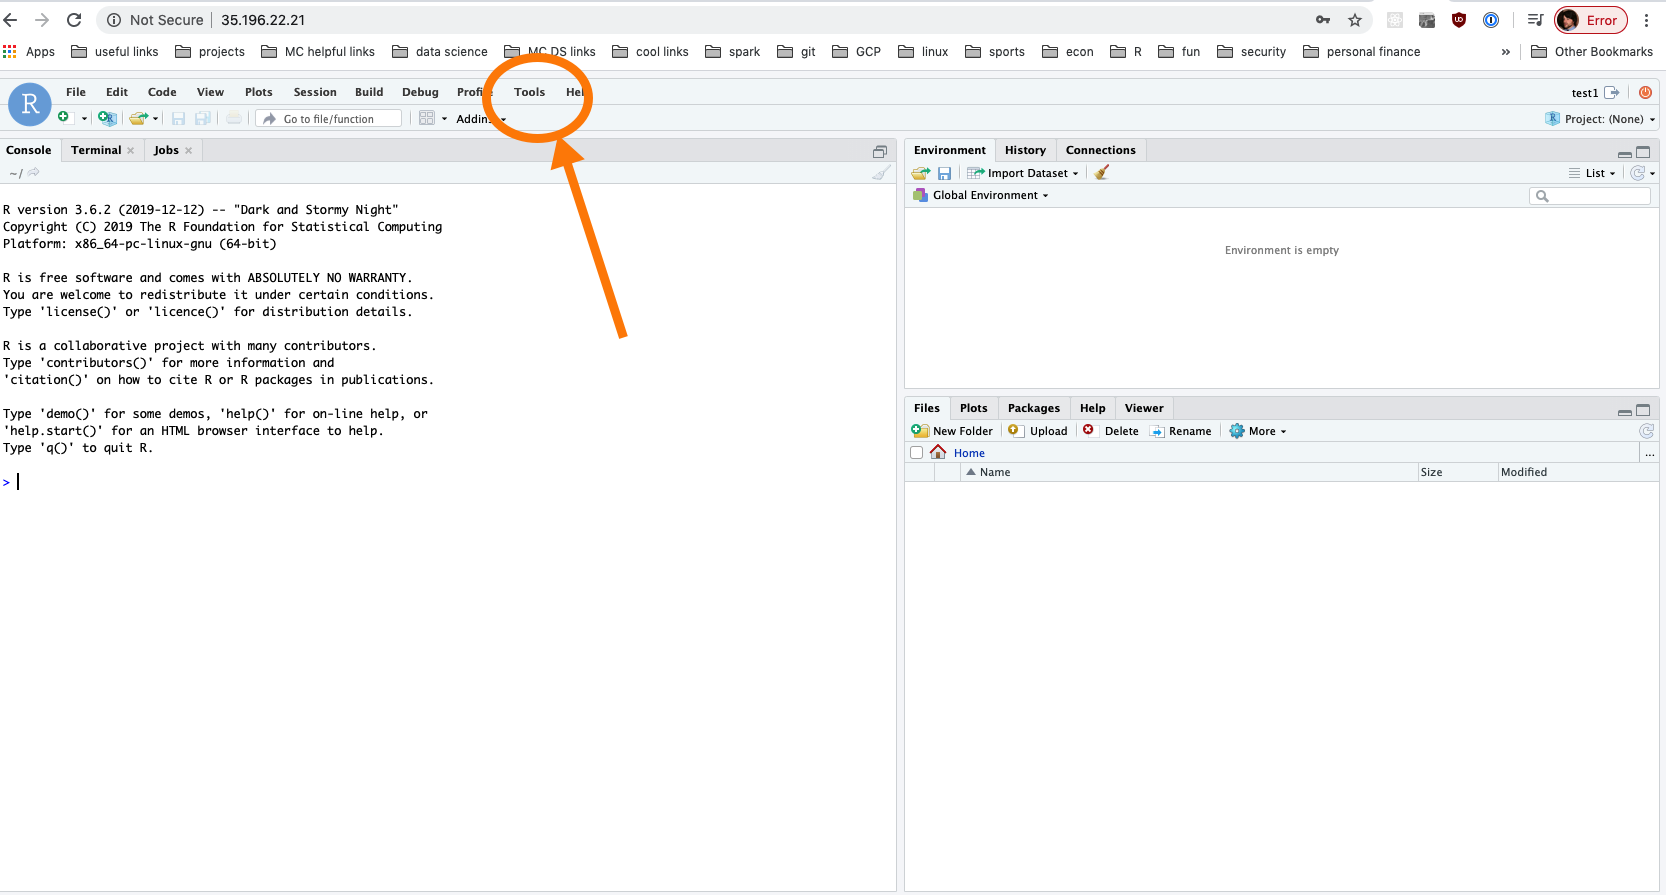 Not Secure 35.196.22.21 Error
Apps useful links projects MC helpful links data science MC DS links cool links spark git GCP linux sports econ R fun security personal finance » Other Bookmarks
R File Edit Code View Plots Session Build Debug Profile Tools test1
Go to file/function Addins Project: (None)
Console Terminal Jobs
~/
R version 3.6.2 (2019-12-12) -- "Dark and Stormy Night"
Copyright (C) 2019 The R Foundation for Statistical Computing
Platform: x86_64-pc-linux-gnu (64-bit)
R is free software and comes with ABSOLUTELY NO WARRANTY.
You are welcome to redistribute it under certain conditions.
Type 'license()' or 'licence()' for distribution details.
R is a collaborative project with many contributors.
Type 'contributors()' for more information and
'citation()' on how to cite R or R packages in publications.
Type 'demo()' for some demos, 'help()' for on-line help, or
'help.start()' for an HTML browser interface to help.
Type 'q()' to quit R.
>
Environment History Connections
Import Dataset List
Global Environment
Environment is empty
Files Plots Packages Help Viewer
New Folder Upload Delete Rename More
Home ...
Name Size Modified